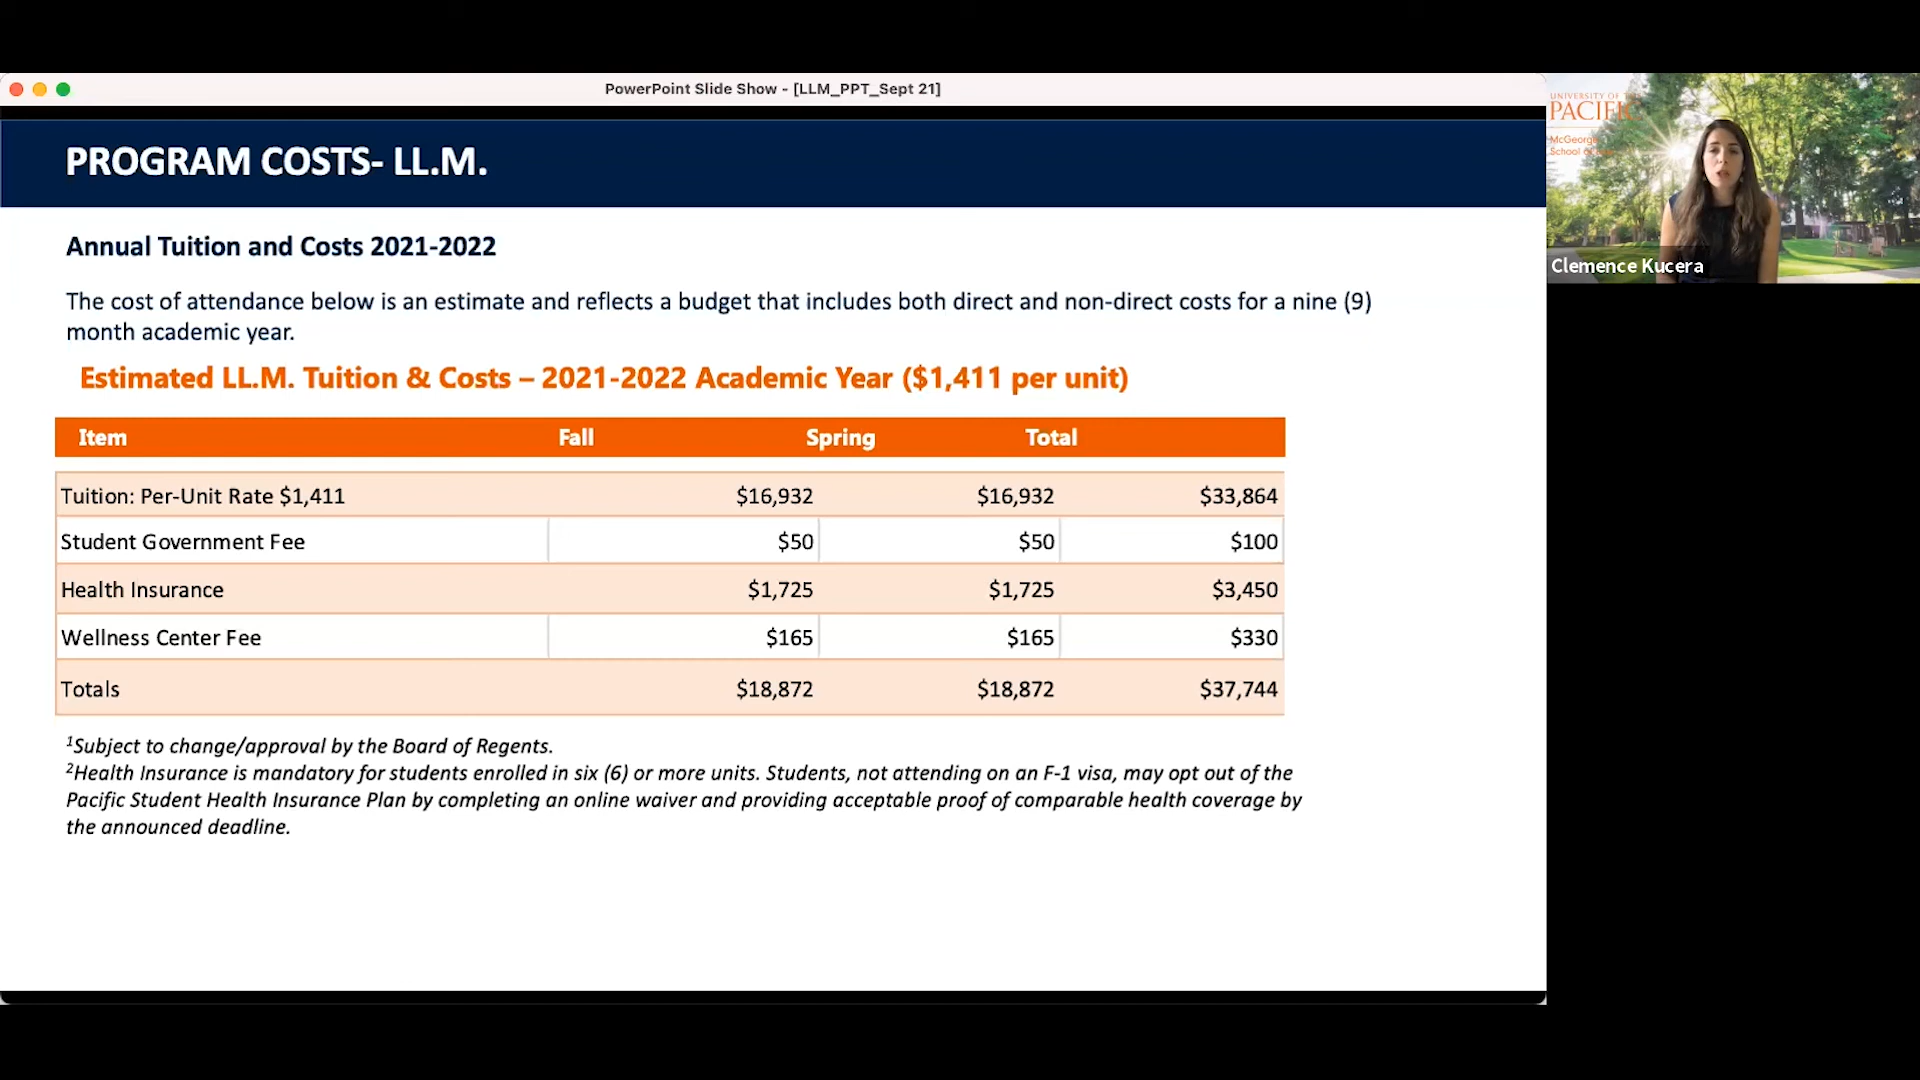 PowerPoint Slide Show - [LLM_PPT_Sept 21]
PROGRAM COSTS- LL.M.
Annual Tuition and Costs 2021-2022
The cost of attendance below is an estimate and reflects a budget that includes both direct and non-direct costs for a nine (9)
month academic year.
Estimated LL.M. Tuition & Costs – 2021-2022 Academic Year ($1,411 per unit)
Item Fall Spring Total
Tuition: Per-Unit Rate $1,411 $16,932 $16,932 $33,864
Student Government Fee $50 $50 $100
Health Insurance $1,725 $1,725 $3,450
Wellness Center Fee $165 $165 $330
Totals $18,872 $18,872 $37,744
1Subject to change/approval by the Board of Regents.
2Health Insurance is mandatory for students enrolled in six (6) or more units. Students, not attending on an F-1 visa, may opt out of the
Pacific Student Health Insurance Plan by completing an online waiver and providing acceptable proof of comparable health coverage by
the announced deadline.
UNIVERSITY OF
PACIFIC
McGeorge
School of
Clemence Kucera